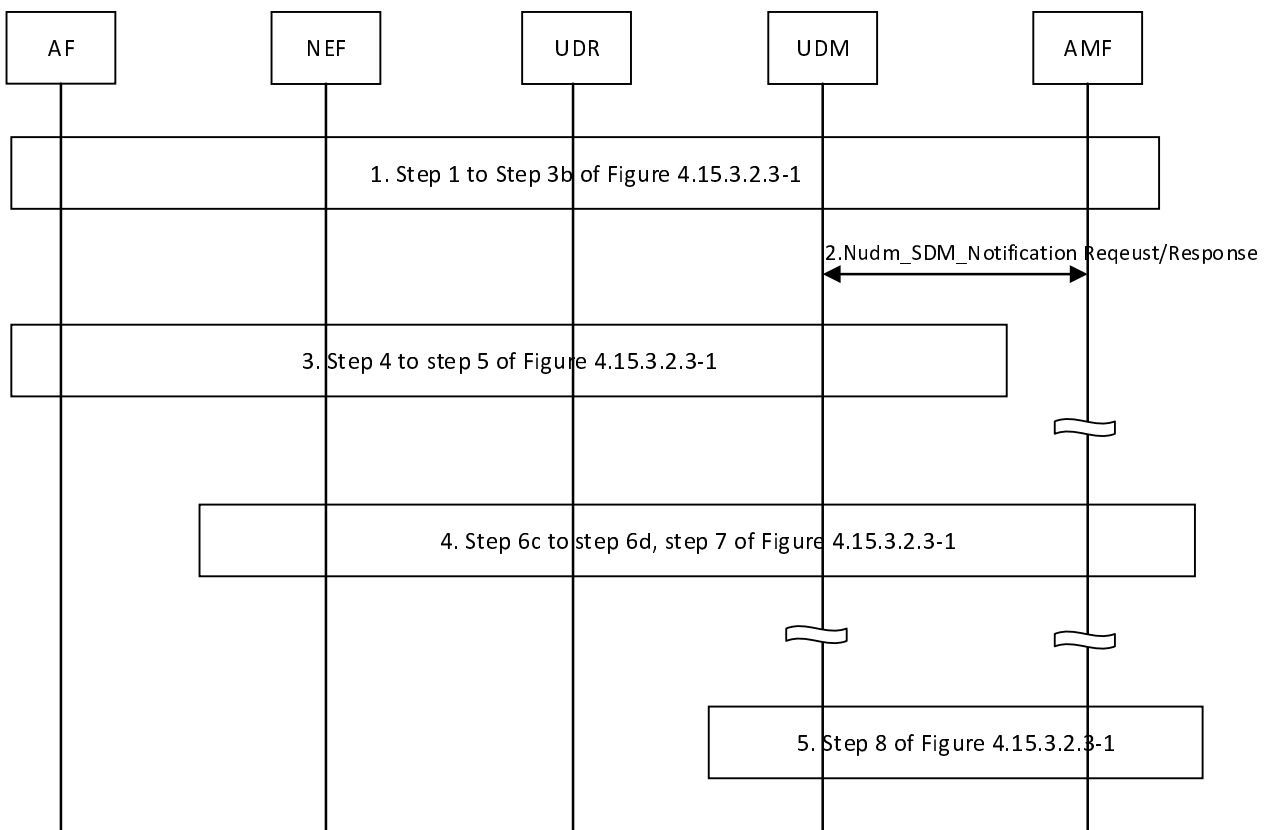 AF
NEF
UDR
UDM
AMF
1. Step 1 to Step 3b of Figure 4.15.3.2.3-1
2.Nudm_SDM_Notification Reqeust/Response
3. Step 4 to step 5 of Figure 4.15.3.2.3-1
4. Step 6c to step 6d, step 7 of Figure 4.15.3.2.3-1
5. Step 8 of Figure 4.15.3.2.3-1